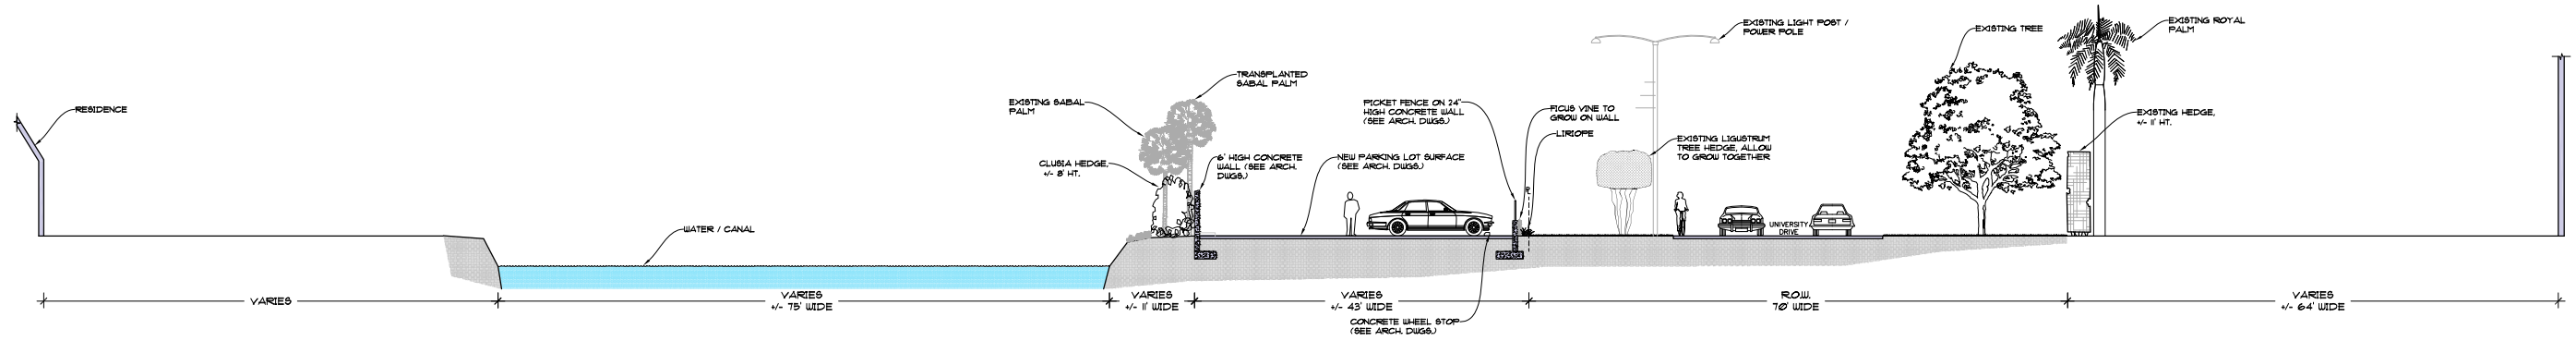 RESIDENCE
WATER / CANAL
EXISTING SABAL
PALM
TRANSPLANTED
SABAL PALM
CLUSIA HEDGE,
+/- 8' HT.
6' HIGH CONCRETE
WALL (SEE ARCH.
DWGS.)
NEW PARKING LOT SURFACE
(SEE ARCH. DWGS.)
PICKET FENCE ON 24"
HIGH CONCRETE WALL
(SEE ARCH. DWGS.)
FICUS VINE TO
GROW ON WALL
LIRIOPE
EXISTING LIGUSTRUM
TREE HEDGE, ALLOW
TO GROW TOGETHER
EXISTING LIGHT POST /
POWER POLE
UNIVERSITY
DRIVE
EXISTING TREE
EXISTING ROYAL
PALM
EXISTING HEDGE,
+/- 11' HT.
VARIES
VARIES
+/- 75' WIDE
VARIES
+/- 11' WIDE
VARIES
+/- 43' WIDE
CONCRETE WHEEL STOP
(SEE ARCH. DWGS.)
R.O.W.
70' WIDE
VARIES
+/- 64' WIDE